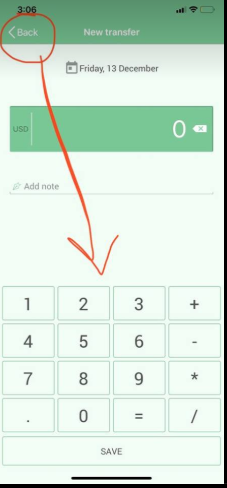 3:06
Back New transfer
Friday, 13 December
USD 0
Add note
1 2 3 +
4 5 6 -
7 8 9 *
. 0 = /
SAVE